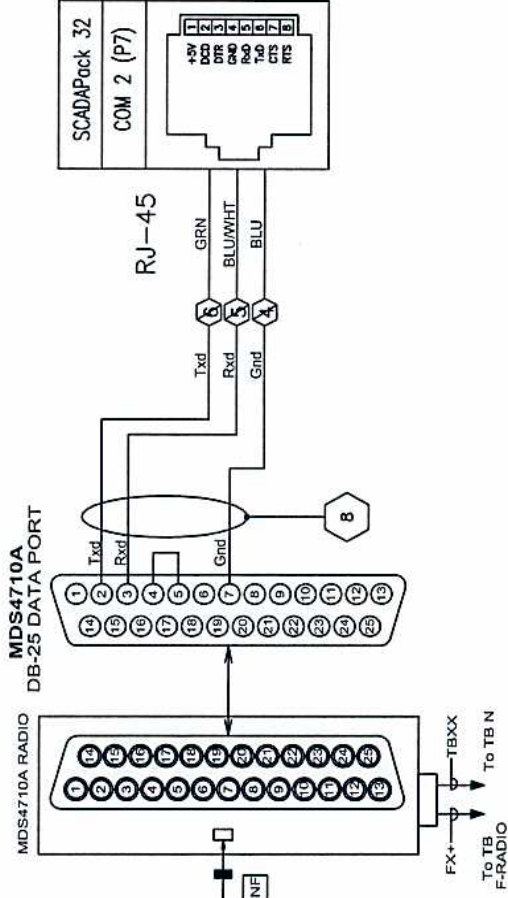 SCADAPack 32
COM 2 (P7)
1 2 3 4 5 6 7 8
+5V
DCD
DTR
GND
RxD
TxD
CTS
RTS
RJ-45
GRN
BLU/WHT
BLU
6
5
4
Txd
Rxd
Gnd
MDS4710A
DB-25 DATA PORT
Txd
Rxd
Gnd
8
1 2 3 4 5 6 7 8 9 10 11 12 13
14 15 16 17 18 19 20 21 22 23 24 25
MDS4710A RADIO
14 15 16 17 18 19 20 21 22 23 24 25
1 2 3 4 5 6 7 8 9 10 11 12 13
NF
FX+
TBXX
To TB
F-RADIO
To TB N